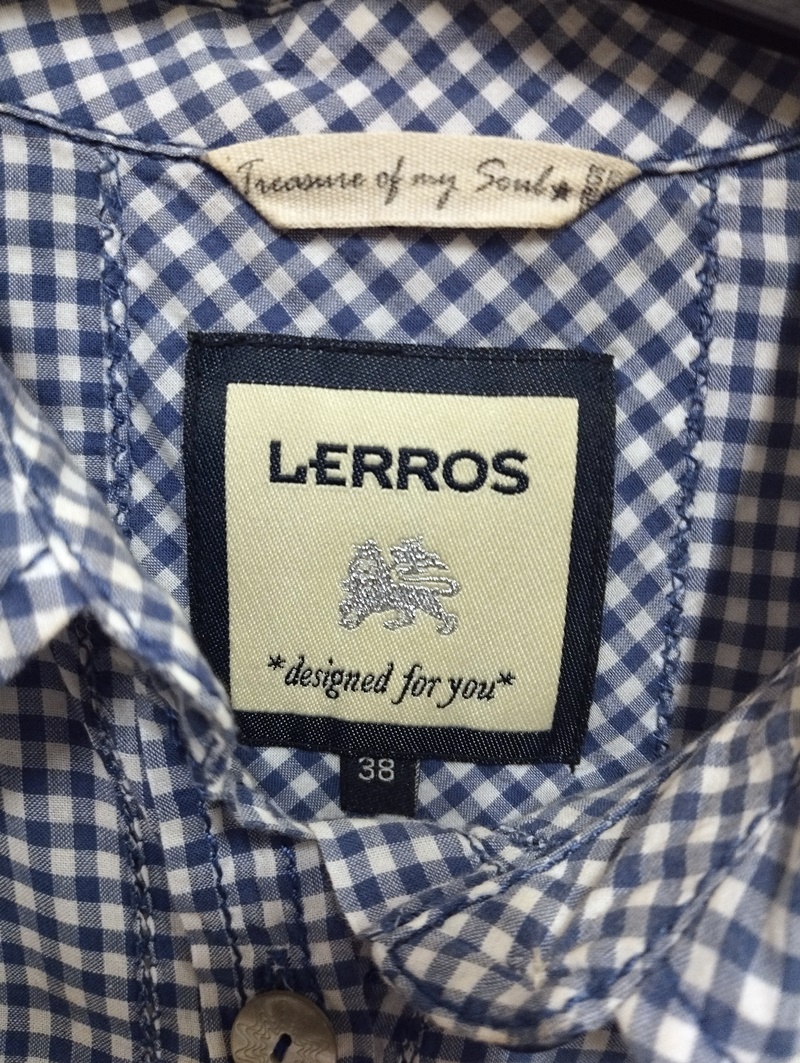 Treasure of my Soul*
LERROS
*designed for you*
38